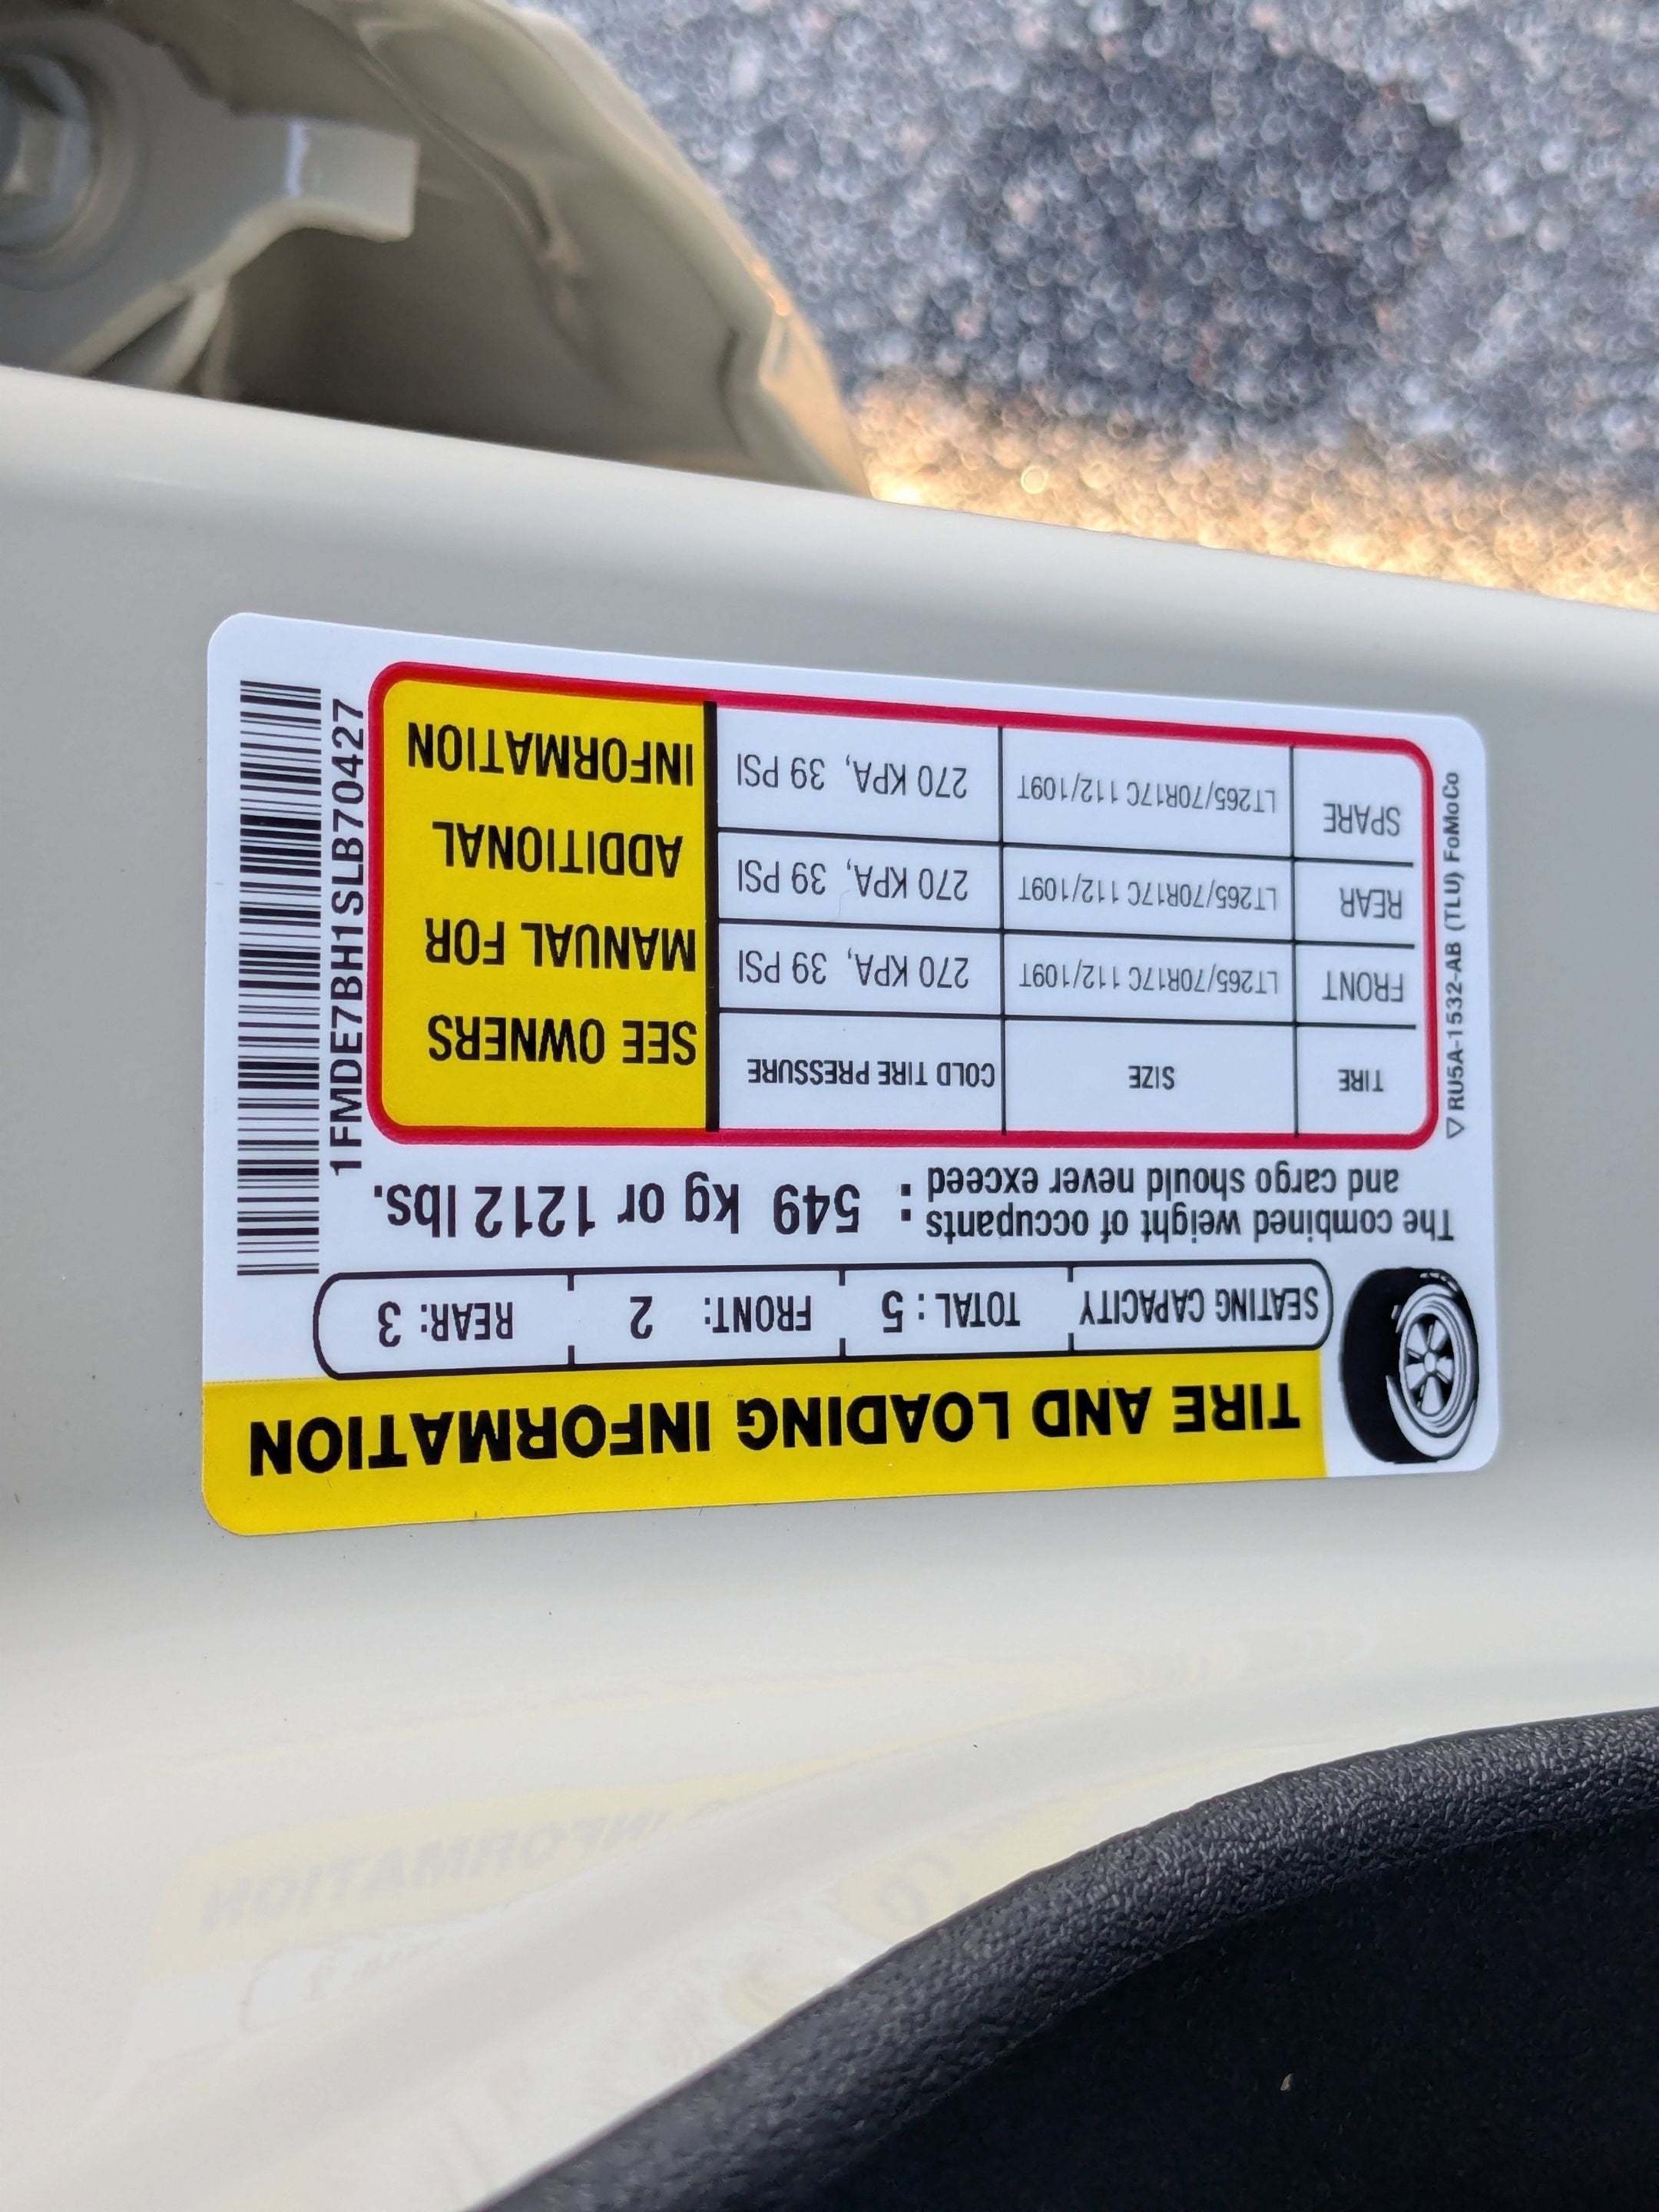 TIRE AND LOADING INFORMATION
SEATING CAPACITY TOTAL : 5 FRONT: 2 REAR: 3
The combined weight of occupants
and cargo should never exceed : 549 kg or 1212 lbs.
TIRE SIZE COLD TIRE PRESSURE
FRONT LT265/70R17C 112/109T 270 KPA, 39 PSI
REAR LT265/70R17C 112/109T 270 KPA, 39 PSI
SPARE LT265/70R17C 112/109T 270 KPA, 39 PSI
SEE OWNERS
MANUAL FOR
ADDITIONAL
INFORMATION
1FMDE7BH1SLB70427
▽ RU5A-1532-AB (TLU) FoMoCo
INFORMATION